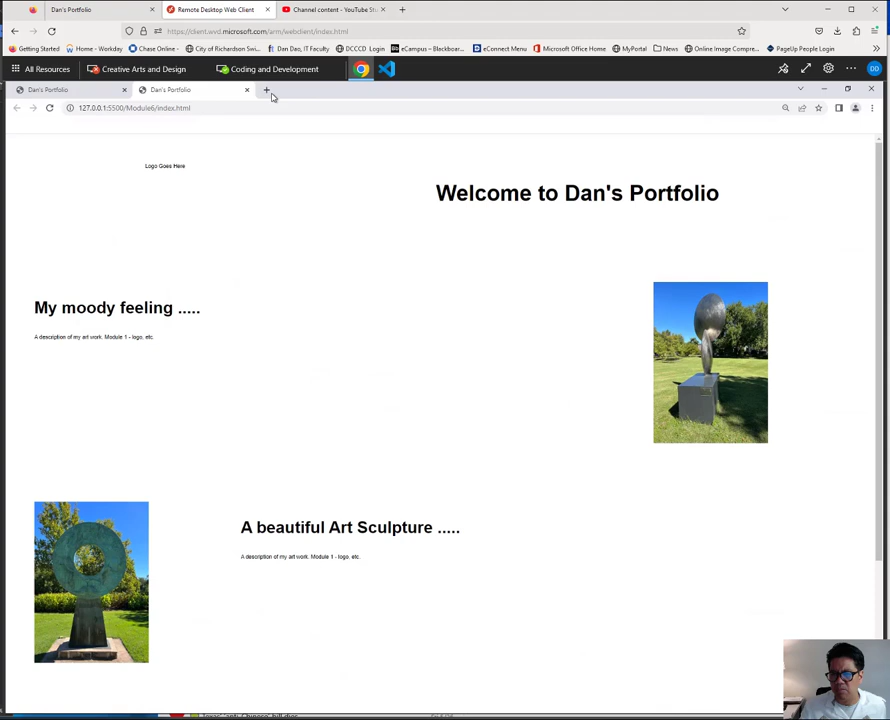 Dan's Portfolio
Remote Desktop Web Client
Channel content - YouTube Stu
https://client.wvd.microsoft.com/arm/webclient/index.html
Getting Started
Home - Workday
Chase Online
City of Richardson Swi...
Dan Dao, IT Faculty
DCCCD Login
eCampus – Blackboar...
eConnect Menu
Microsoft Office Home
MyPortal
News
Online Image Compre...
PageUp People Login
All Resources
Creative Arts and Design
Coding and Development
DD
Dan's Portfolio
Dan's Portfolio
127.0.0.1:5500/Module6/index.html
Logo Goes Here
Welcome to Dan's Portfolio
My moody feeling .....
A description of my art work. Module 1 - logo, etc.
A beautiful Art Sculpture .....
A description of my art work. Module 1 - logo, etc.